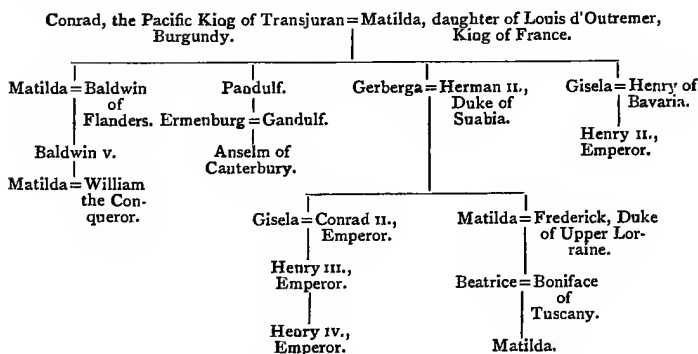 Conrad, the Pacific King of Transjuran = Matilda, daughter of Louis d'Outremer,
Burgundy. King of France.
Matilda = Baldwin of Flanders.
Pandulf.
Gerberga = Herman II., Duke of Suabia.
Gisela = Henry of Bavaria.
Ermenburg = Gandulf.
Henry II., Emperor.
Baldwin V.
Anselm of Canterbury.
Matilda = William the Con-
queror.
Gisela = Conrad II., Emperor.
Matilda = Frederick, Duke of Upper Lor-
raine.
Henry III., Emperor.
Beatrice = Boniface of Tuscany.
Henry IV., Emperor.
Matilda.